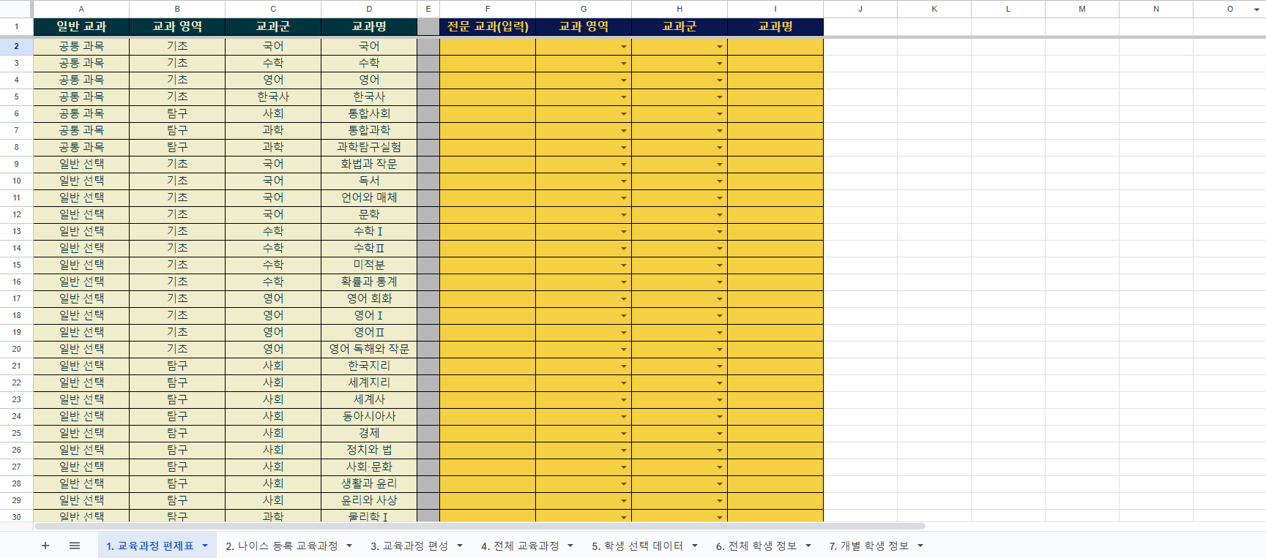 A B C D E F G H I J K L M N O
1 일반 교과 교과 영역 교과군 교과명 전문 교과(입력) 교과 영역 교과군 교과명
2 공통 과목 기초 국어 국어
3 공통 과목 기초 수학 수학
4 공통 과목 기초 영어 영어
5 공통 과목 기초 한국사 한국사
6 공통 과목 탐구 사회 통합사회
7 공통 과목 탐구 과학 통합과학
8 공통 과목 탐구 과학 과학탐구실험
9 일반 선택 기초 국어 화법과 작문
10 일반 선택 기초 국어 독서
11 일반 선택 기초 국어 언어와 매체
12 일반 선택 기초 국어 문학
13 일반 선택 기초 수학 수학Ⅰ
14 일반 선택 기초 수학 수학Ⅱ
15 일반 선택 기초 수학 미적분
16 일반 선택 기초 수학 확률과 통계
17 일반 선택 기초 영어 영어 회화
18 일반 선택 기초 영어 영어Ⅰ
19 일반 선택 기초 영어 영어Ⅱ
20 일반 선택 기초 영어 영어 독해와 작문
21 일반 선택 탐구 사회 한국지리
22 일반 선택 탐구 사회 세계지리
23 일반 선택 탐구 사회 세계사
24 일반 선택 탐구 사회 동아시아사
25 일반 선택 탐구 사회 경제
26 일반 선택 탐구 사회 정치와 법
27 일반 선택 탐구 사회 사회·문화
28 일반 선택 탐구 사회 생활과 윤리
29 일반 선택 탐구 사회 윤리와 사상
30 일반 선택 탐구 과학 물리학Ⅰ
1. 교육과정 편제표 2. 나이스 등록 교육과정 3. 교육과정 편성 4. 전체 교육과정 5. 학생 선택 데이터 6. 전체 학생 정보 7. 개별 학생 정보